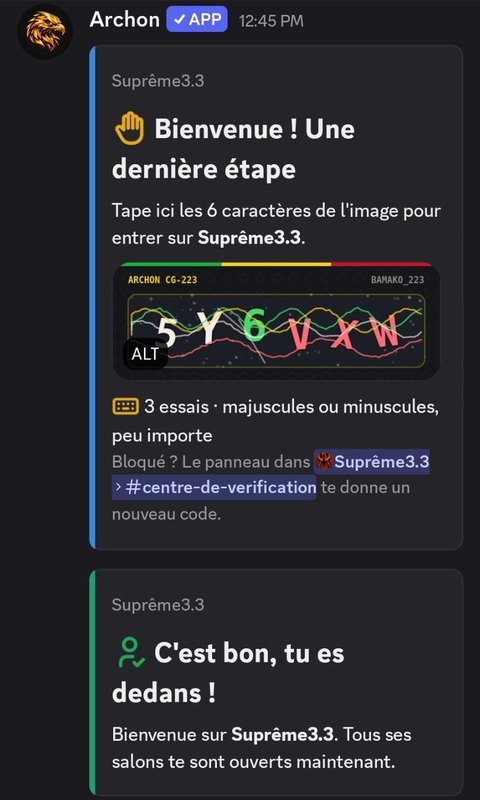 Archon ✓ APP 12:45 PM
Suprême3.3
Bienvenue ! Une
dernière étape
Tape ici les 6 caractères de l'image pour
entrer sur Suprême3.3.
ARCHON CG-223 BAMAKO_223
5 Y 6 V X W
ALT
3 essais · majuscules ou minuscules,
peu importe
Bloqué ? Le panneau dans Suprême3.3
› #centre-de-verification te donne un
nouveau code.
Suprême3.3
C'est bon, tu es
dedans !
Bienvenue sur Suprême3.3. Tous ses
salons te sont ouverts maintenant.